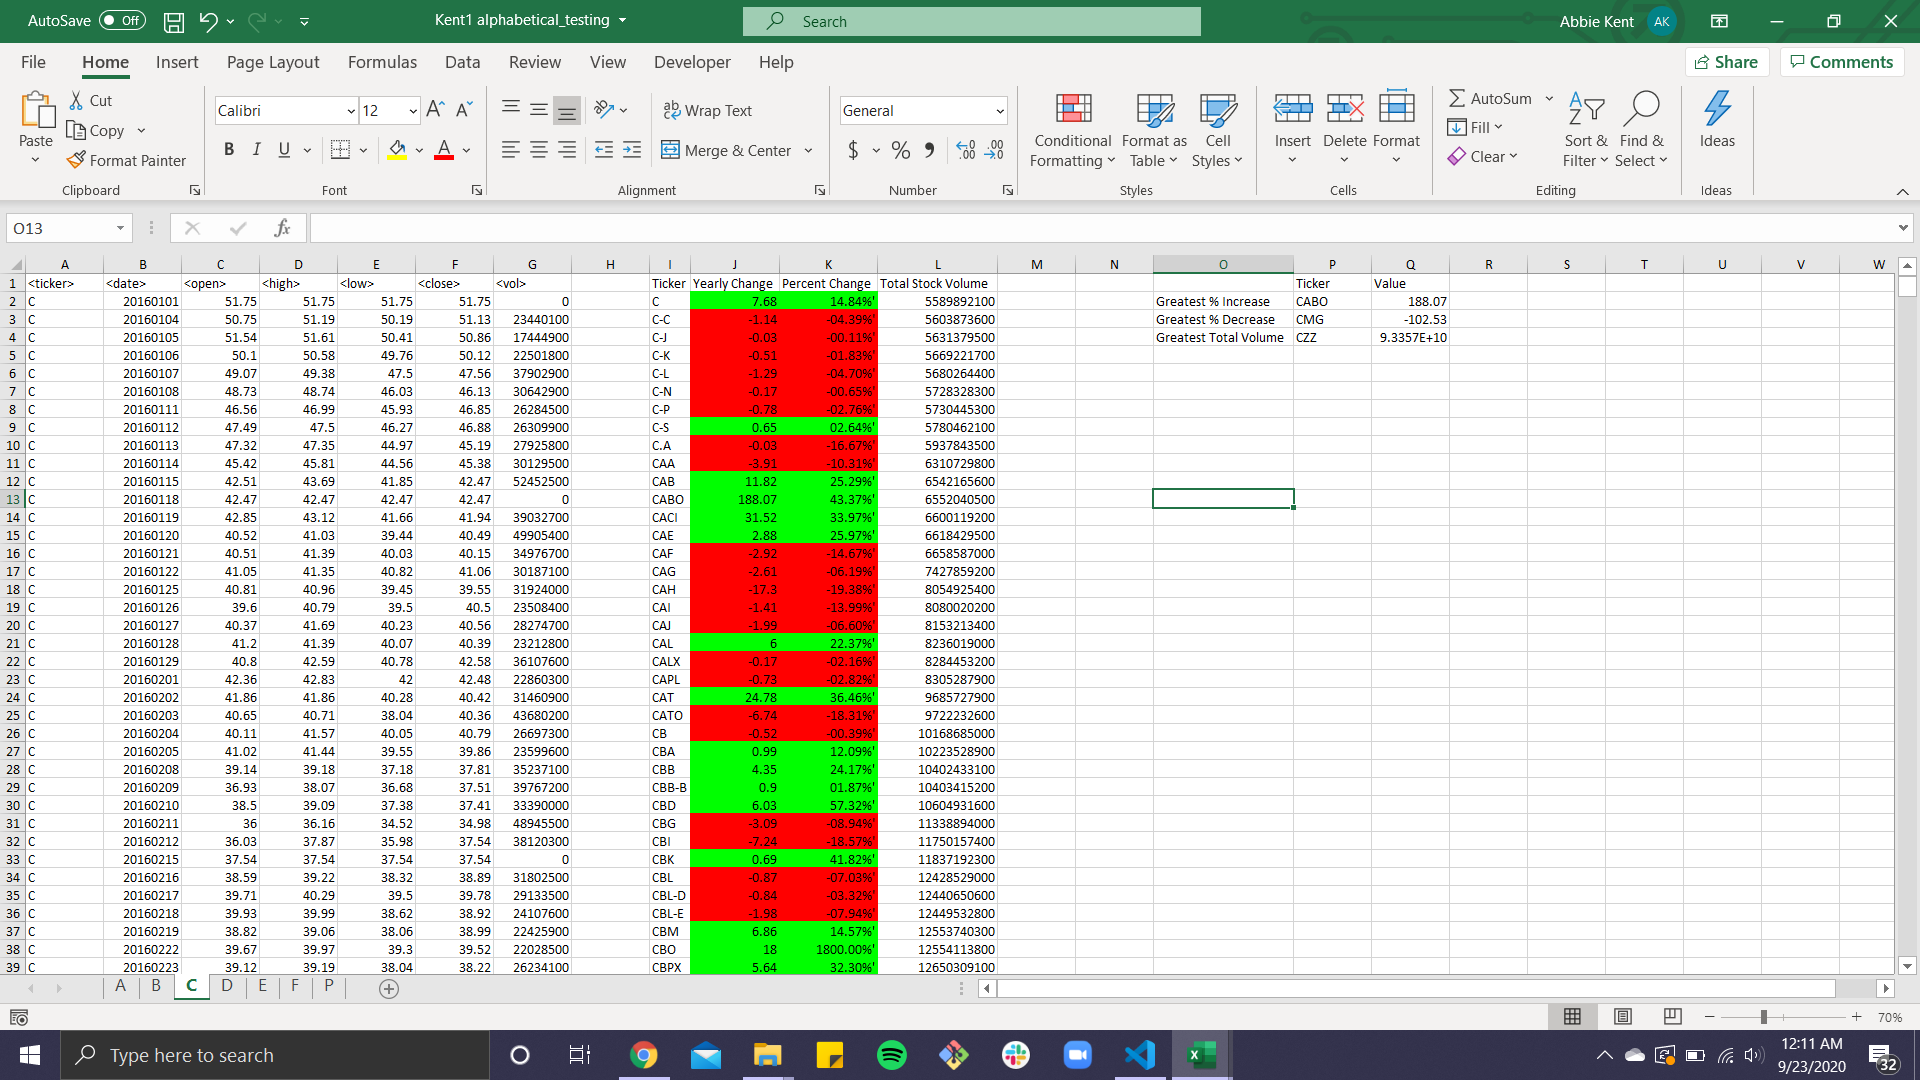 AutoSave Off Kent1 alphabetical_testing Search Abbie Kent AK
File Home Insert Page Layout Formulas Data Review View Developer Help Share Comments
Paste Cut Copy Format Painter Clipboard
Calibri 12 B I U A Font
Wrap Text Merge & Center Alignment
General $ % Number
Conditional Formatting Format as Table Cell Styles Styles
Insert Delete Format Cells
AutoSum Fill Clear Sort & Filter Find & Select Editing
Ideas Ideas
O13 fx
A B C D E F G H I J K L M N O P Q R S T U V W
1 <ticker> <date> <open> <high> <low> <close> <vol> Ticker Yearly Change Percent Change Total Stock Volume Ticker Value
2 C 20160101 51.75 51.75 51.75 51.75 0 C 7.68 14.84%' 5589892100 Greatest % Increase CABO 188.07
3 C 20160104 50.75 51.19 50.19 51.13 23440100 C-C -1.14 -04.39%' 5603873600 Greatest % Decrease CMG -102.53
4 C 20160105 51.54 51.61 50.41 50.86 17444900 C-J -0.03 -00.11%' 5631379500 Greatest Total Volume CZZ 9.3357E+10
5 C 20160106 50.1 50.58 49.76 50.12 22501800 C-K -0.51 -01.83%' 5669221700
6 C 20160107 49.07 49.38 47.5 47.56 37902900 C-L -1.29 -04.70%' 5680264400
7 C 20160108 48.73 48.74 46.03 46.13 30642900 C-N -0.17 -00.65%' 5728328300
8 C 20160111 46.56 46.99 45.93 46.85 26284500 C-P -0.78 -02.76%' 5730445300
9 C 20160112 47.49 47.5 46.27 46.88 26309900 C-S 0.65 02.64%' 5780462100
10 C 20160113 47.32 47.35 44.97 45.19 27925800 C.A -0.03 -16.67%' 5937843500
11 C 20160114 45.42 45.81 44.56 45.38 30129500 CAA -3.91 -10.31%' 6310729800
12 C 20160115 42.51 43.69 41.85 42.47 52452500 CAB 11.82 25.29%' 6542165600
13 C 20160118 42.47 42.47 42.47 42.47 0 CABO 188.07 43.37%' 6552040500
14 C 20160119 42.85 43.12 41.66 41.94 39032700 CACI 31.52 33.97%' 6600119200
15 C 20160120 40.52 41.03 39.44 40.49 49905400 CAE 2.88 25.97%' 6618429500
16 C 20160121 40.51 41.39 40.03 40.15 34976700 CAF -2.92 -14.67%' 6658587000
17 C 20160122 41.05 41.35 40.82 41.06 30187100 CAG -2.61 -06.19%' 7427859200
18 C 20160125 40.81 40.96 39.45 39.55 31924000 CAH -17.3 -19.38%' 8054925400
19 C 20160126 39.6 40.79 39.5 40.5 23508400 CAI -1.41 -13.99%' 8080020200
20 C 20160127 40.37 41.69 40.23 40.56 28274700 CAJ -1.99 -06.60%' 8153213400
21 C 20160128 41.2 41.39 40.07 40.39 23212800 CAL 6 22.37%' 8236019000
22 C 20160129 40.8 42.59 40.78 42.58 36107600 CALX -0.17 -02.16%' 8284453200
23 C 20160201 42.36 42.83 42 42.48 22860300 CAPL -0.73 -02.82%' 8305287900
24 C 20160202 41.86 41.86 40.28 40.42 31460900 CAT 24.78 36.46%' 9685727900
25 C 20160203 40.65 40.71 38.04 40.36 43680200 CATO -6.74 -18.31%' 9722232600
26 C 20160204 40.11 41.57 40.05 40.79 26697300 CB -0.52 -00.39%' 10168685000
27 C 20160205 41.02 41.44 39.55 39.86 23599600 CBA 0.99 12.09%' 10223528900
28 C 20160208 39.14 39.18 37.18 37.81 35237100 CBB 4.35 24.17%' 10402433100
29 C 20160209 36.93 38.07 36.68 37.51 39767200 CBB-B 0.9 01.87%' 10403415200
30 C 20160210 38.5 39.09 37.38 37.41 33390000 CBD 6.03 57.32%' 10604931600
31 C 20160211 36 36.16 34.52 34.98 48945500 CBG -3.09 -08.94%' 11338894000
32 C 20160212 36.03 37.87 35.98 37.54 38120300 CBI -7.24 -18.57%' 11750157400
33 C 20160215 37.54 37.54 37.54 37.54 0 CBK 0.69 41.82%' 11837192300
34 C 20160216 38.59 39.22 38.32 38.89 31802500 CBL -0.87 -07.03%' 12428529000
35 C 20160217 39.71 40.29 39.5 39.78 29133500 CBL-D -0.84 -03.32%' 12440650600
36 C 20160218 39.93 39.99 38.62 38.92 24107600 CBL-E -1.98 -07.94%' 12449532800
37 C 20160219 38.82 39.06 38.06 38.99 22425900 CBM 6.86 14.57%' 12553740300
38 C 20160222 39.67 39.97 39.3 39.52 22028500 CBO 18 1800.00%' 12554113800
39 C 20160223 39.12 39.19 38.04 38.22 26234100 CBPX 5.64 32.30%' 12650309100
A B C D E F P
70%
Type here to search 12:11 AM
9/23/2020 32